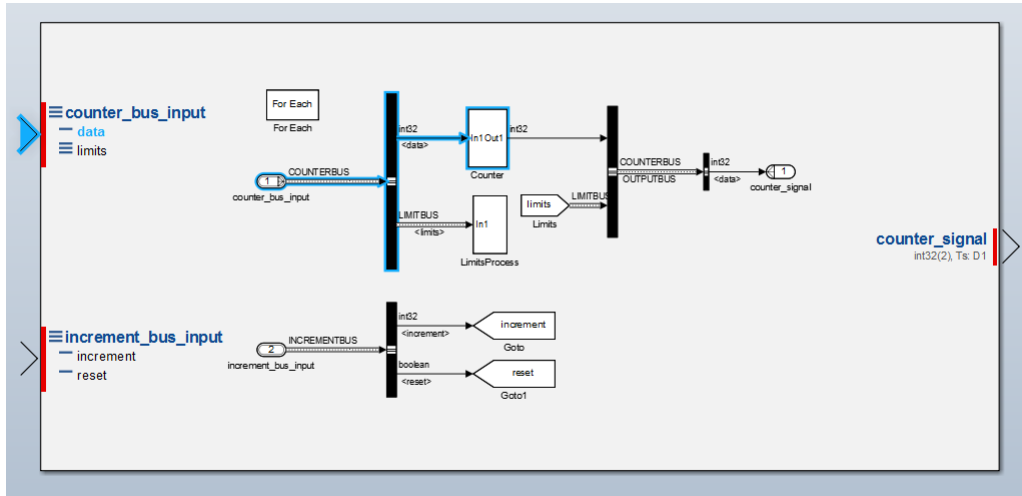 counter_bus_input
data
limits
For Each
For Each
int32
<data>
In1 Out1
int32
Counter
COUNTERBUS
1
counter_bus_input
LIMITBUS
<limits>
In1
LimitsProcess
limits
Limits
LIMITBUS
COUNTERBUS
OUTPUTBUS
int32
<data>
1
counter_signal
counter_signal
int32(2), Ts: D1
increment_bus_input
increment
reset
INCREMENTBUS
2
increment_bus_input
int32
<increment>
increment
Goto
boolean
<reset>
reset
Goto1